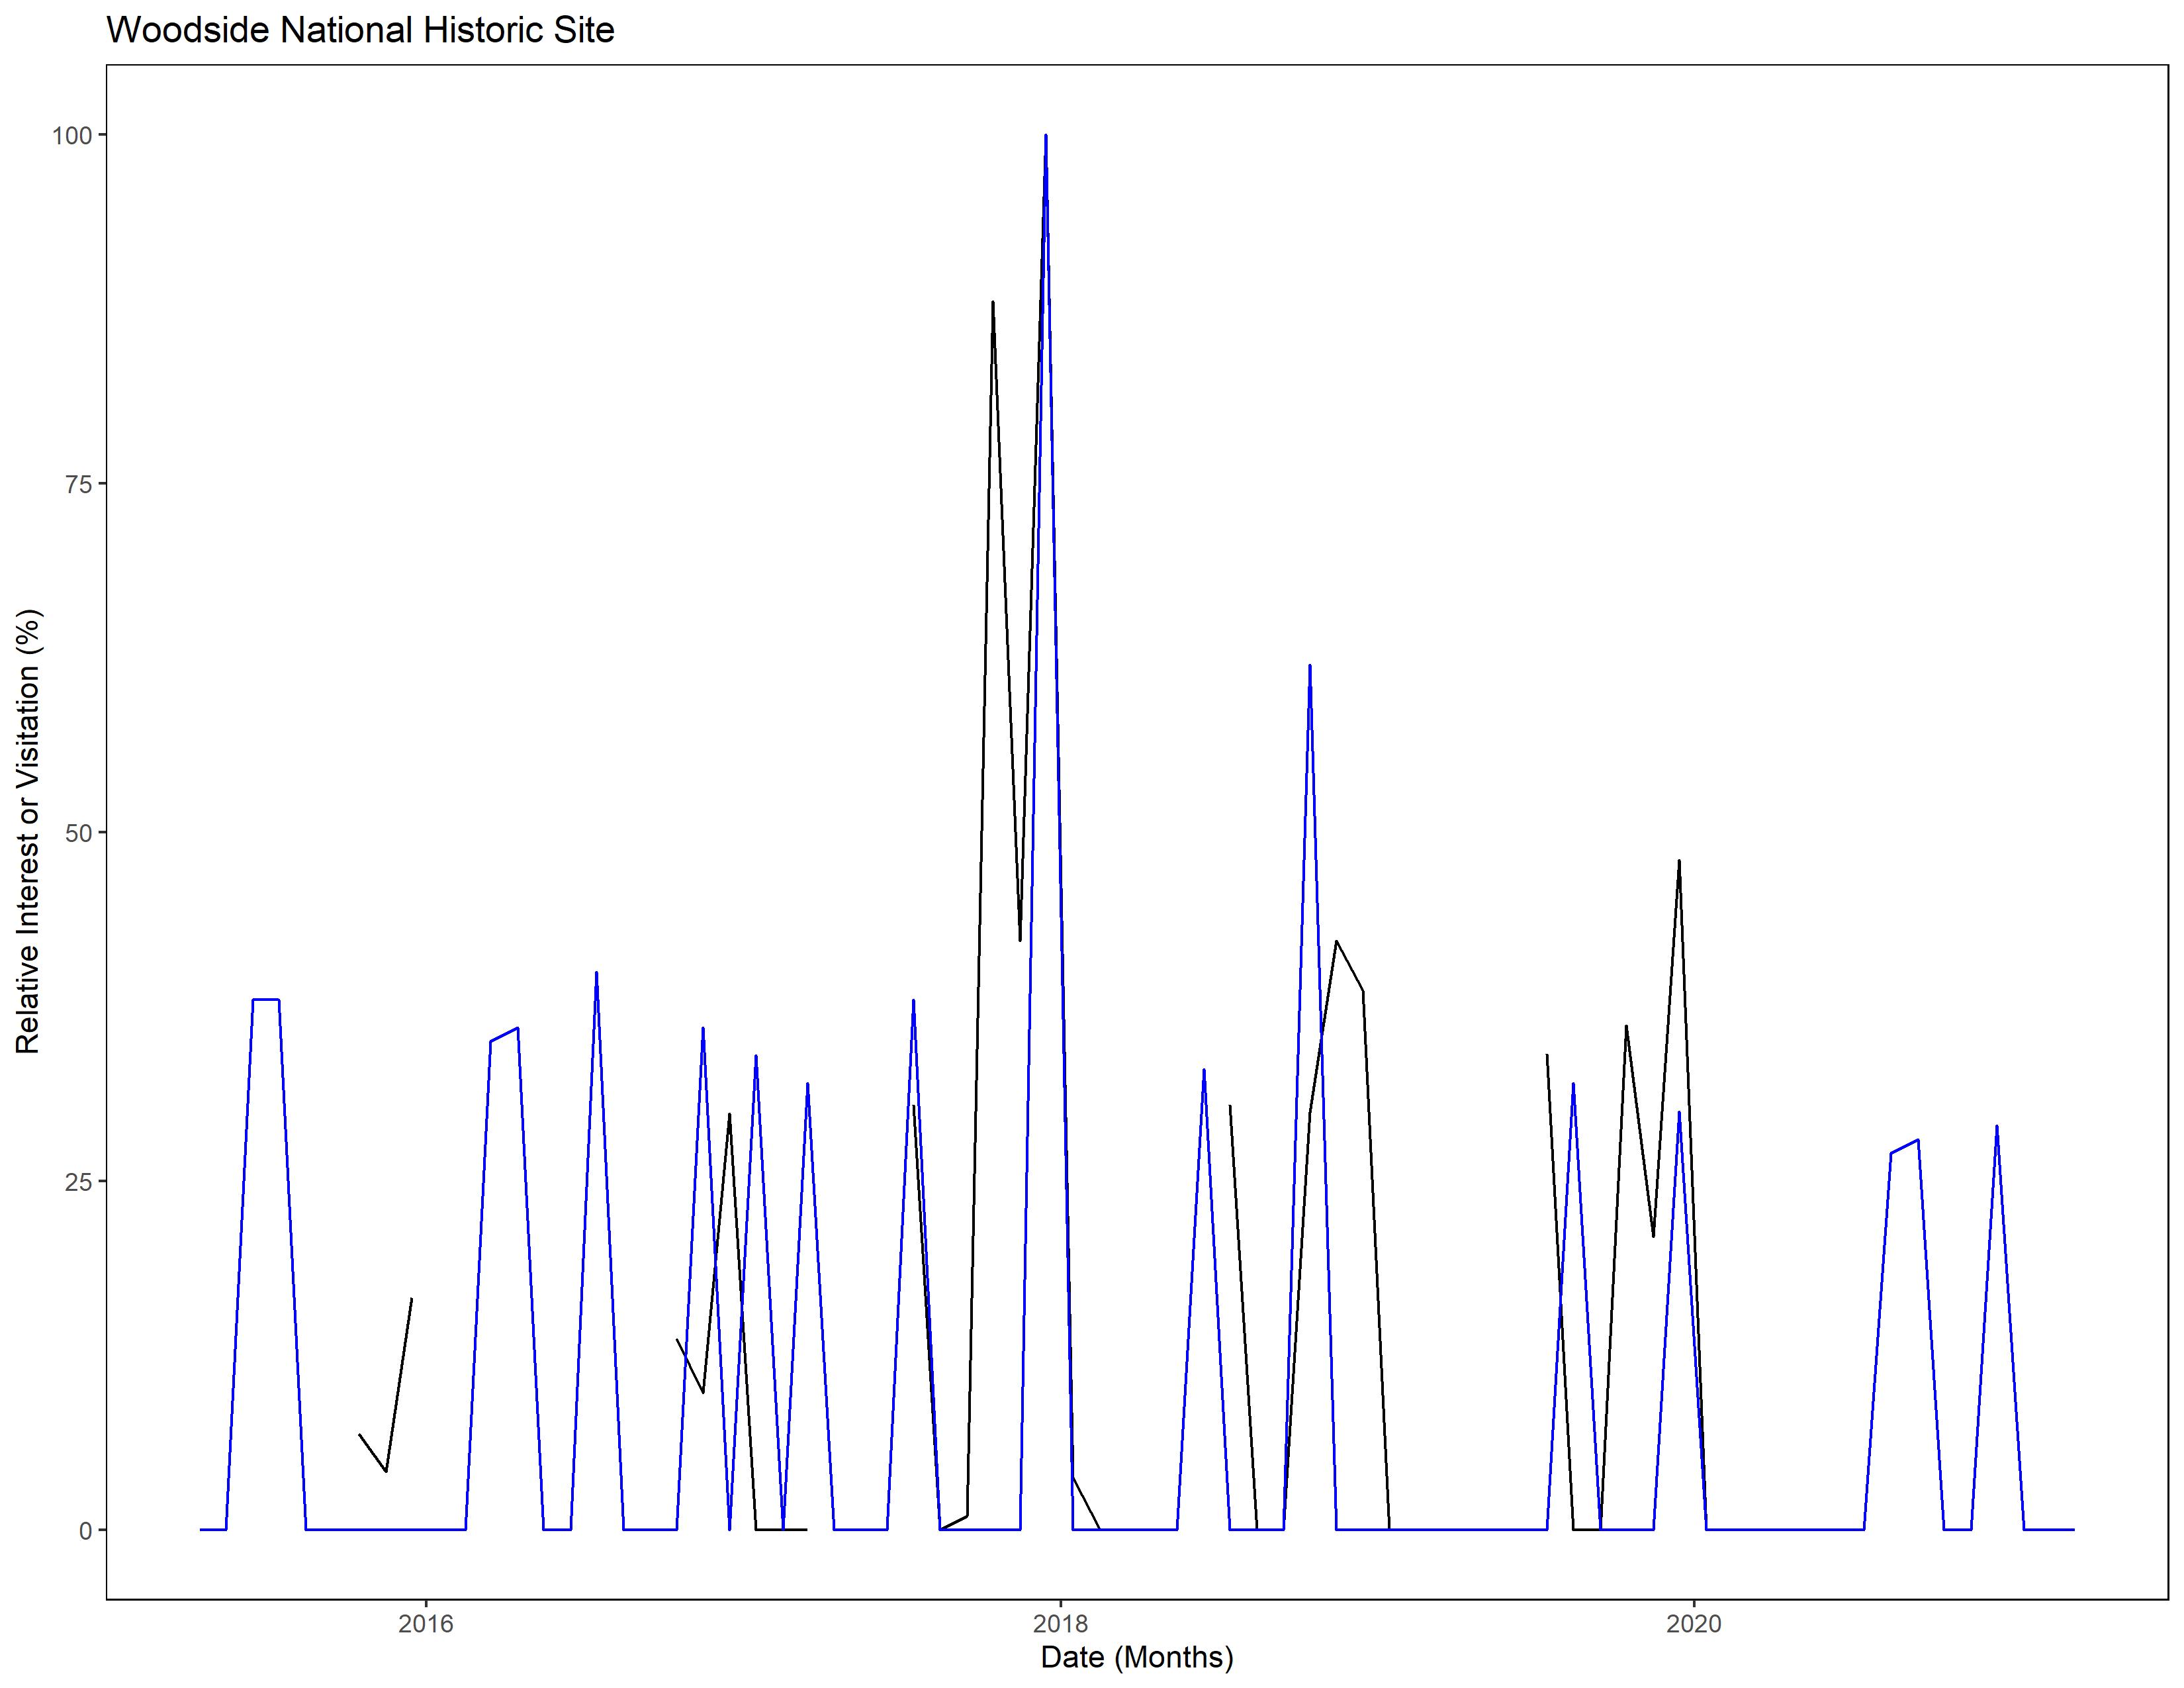 Woodside National Historic Site
Relative Interest or Visitation (%)
100
75
50
25
0
2016
2018
2020
Date (Months)